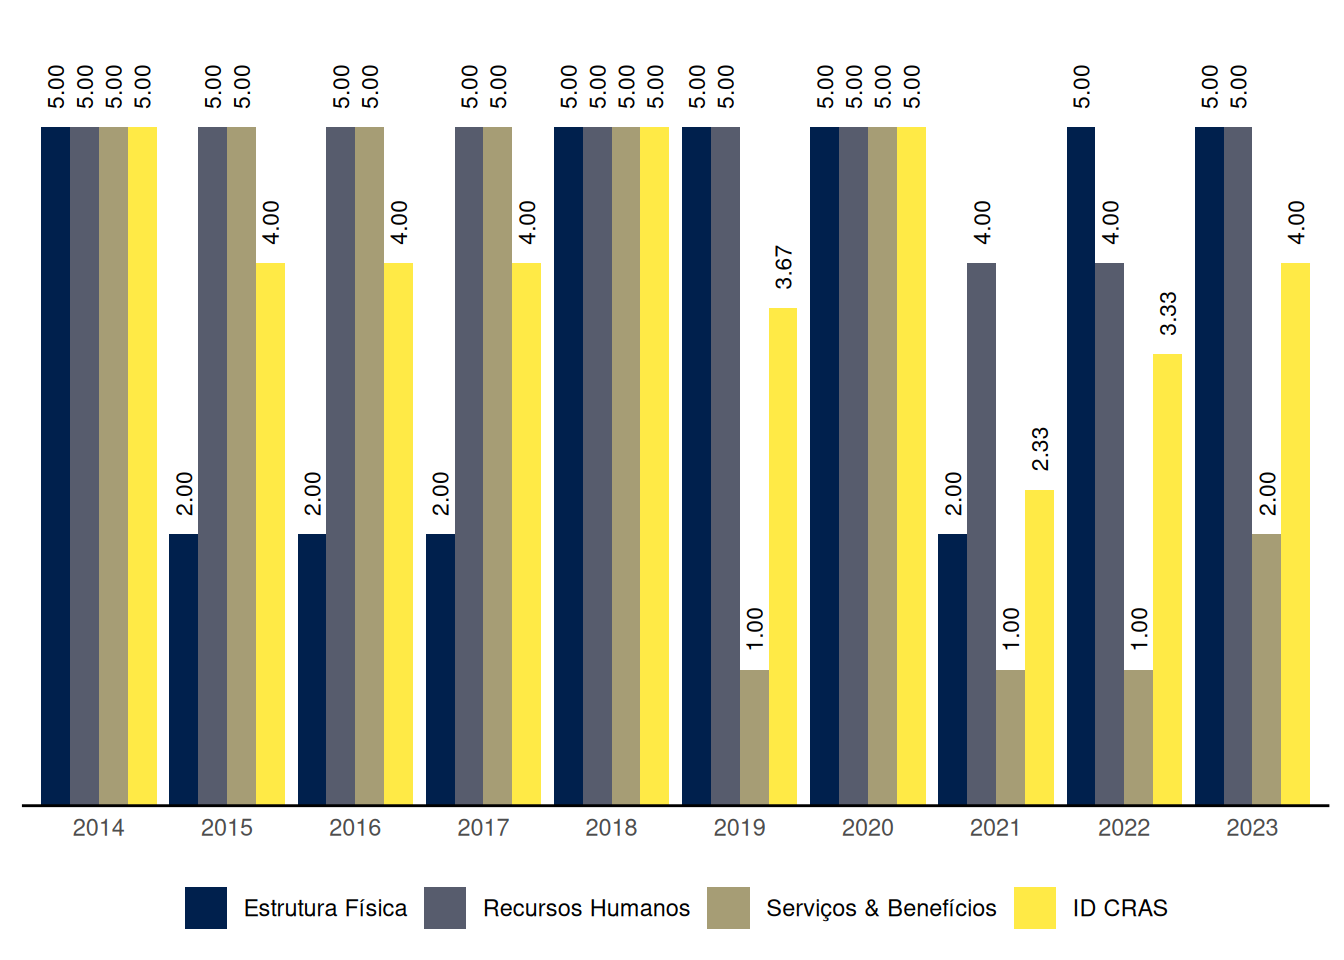 5.00 5.00 5.00 5.00 2.00 5.00 5.00 4.00 2.00 5.00 5.00 4.00 2.00 5.00 5.00 4.00 5.00 5.00 5.00 5.00 5.00 5.00 1.00 3.67 5.00 5.00 5.00 5.00 2.00 4.00 1.00 2.33 5.00 4.00 1.00 3.33 5.00 5.00 2.00 4.00
2014 2015 2016 2017 2018 2019 2020 2021 2022 2023
Estrutura Física Recursos Humanos Serviços & Benefícios ID CRAS